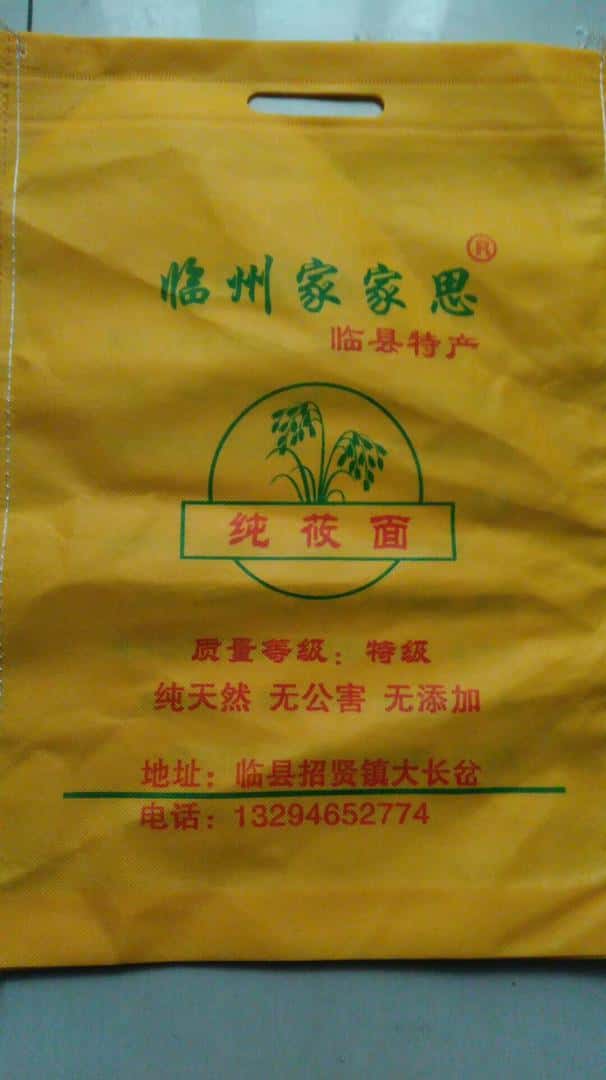 临州家家思®
临县特产
纯莜面
质量等级：特级
纯天然 无公害 无添加
地址：临县招贤镇大长岔
电话：13294652774